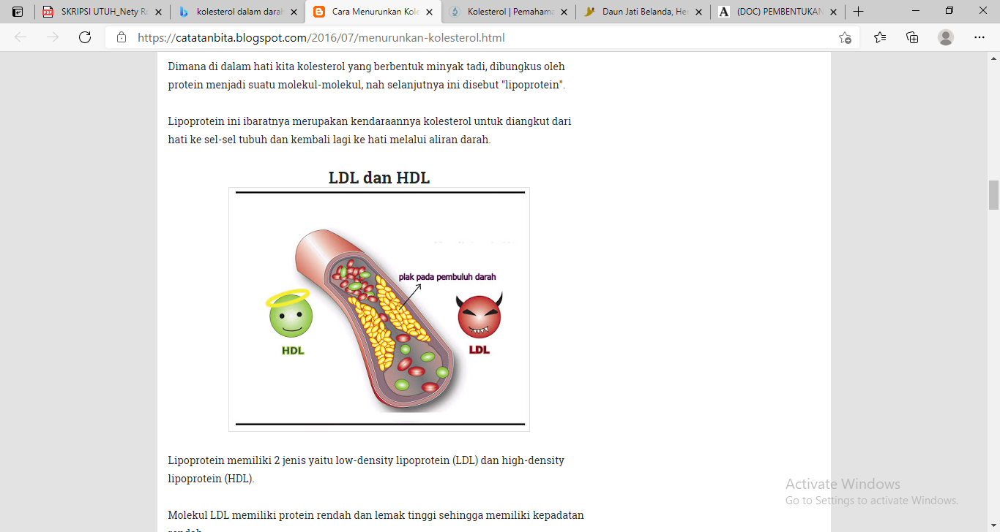 SKRIPSI UTUH_Nety Ro
kolesterol dalam darah
Cara Menurunkan Kole
Kolesterol | Pemahama
Daun Jati Belanda, Her
(DOC) PEMBENTUKAN
https://catatanbita.blogspot.com/2016/07/menurunkan-kolesterol.html
Dimana di dalam hati kita kolesterol yang berbentuk minyak tadi, dibungkus oleh
protein menjadi suatu molekul-molekul, nah selanjutnya ini disebut "lipoprotein".
Lipoprotein ini ibaratnya merupakan kendaraannya kolesterol untuk diangkut dari
hati ke sel-sel tubuh dan kembali lagi ke hati melalui aliran darah.
LDL dan HDL
plak pada pembuluh darah
HDL
LDL
Lipoprotein memiliki 2 jenis yaitu low-density lipoprotein (LDL) dan high-density
lipoprotein (HDL).
Molekul LDL memiliki protein rendah dan lemak tinggi sehingga memiliki kepadatan
Activate Windows
Go to Settings to activate Windows.